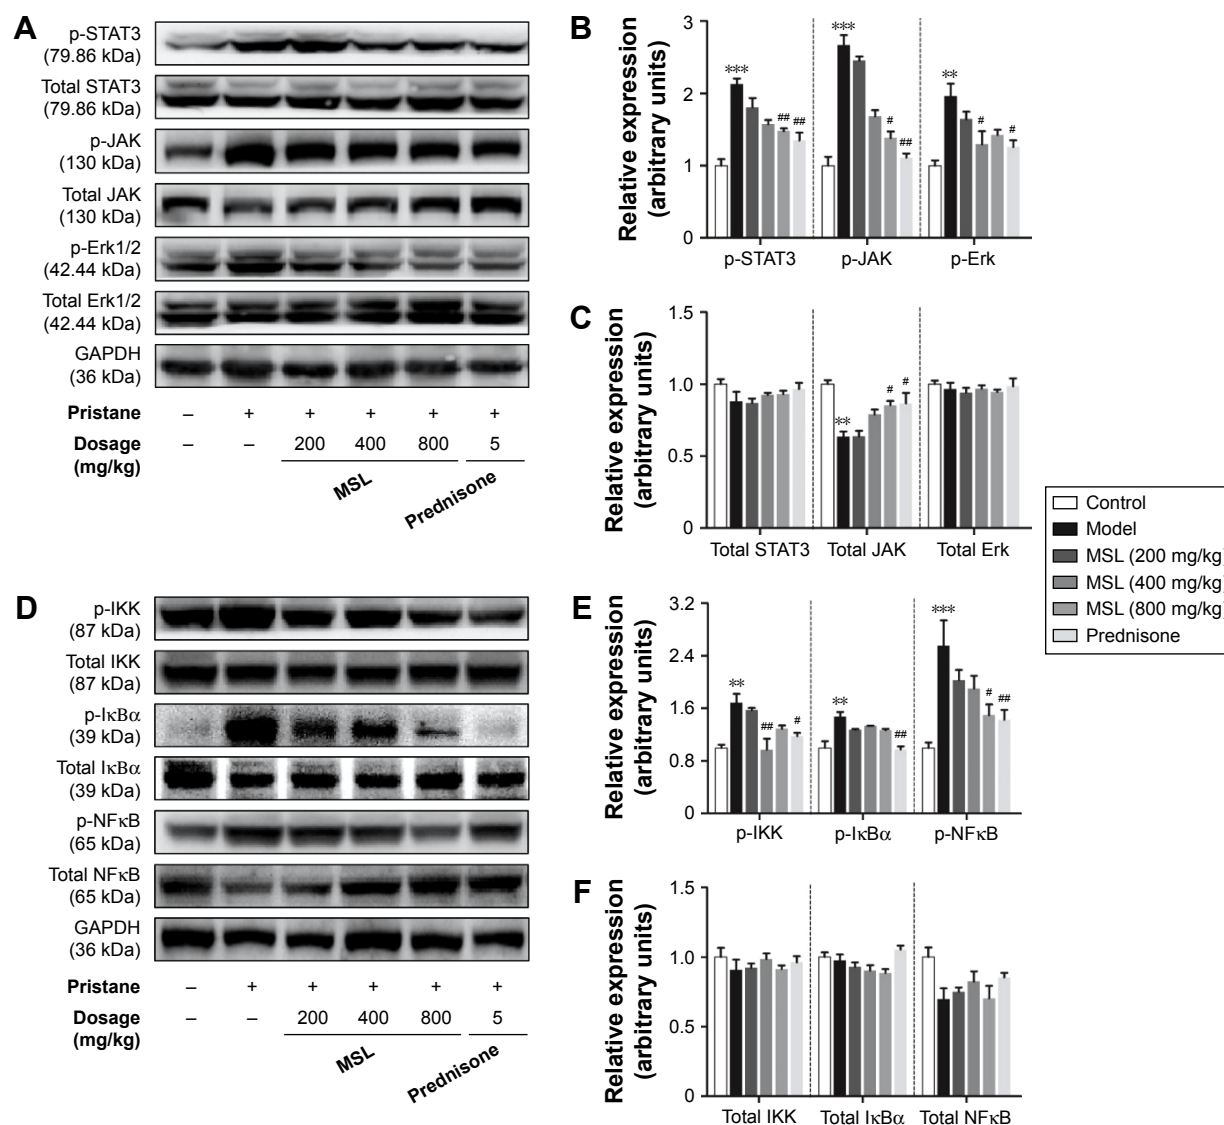 A
p-STAT3
(79.86 kDa)
Total STAT3
(79.86 kDa)
p-JAK
(130 kDa)
Total JAK
(130 kDa)
p-Erk1/2
(42.44 kDa)
Total Erk1/2
(42.44 kDa)
GAPDH
(36 kDa)
Pristane – + + + + +
Dosage (mg/kg) – – 200 400 800 5
MSL
Prednisone
B
Relative expression
(arbitrary units)
3
2
1
0
*** *** **
## ## # ## # #
p-STAT3 p-JAK p-Erk
C
Relative expression
(arbitrary units)
1.5
1.0
0.5
0
** # #
Total STAT3 Total JAK Total Erk
Control
Model
MSL (200 mg/kg)
MSL (400 mg/kg)
MSL (800 mg/kg)
Prednisone
D
p-IKK
(87 kDa)
Total IKK
(87 kDa)
p-IκBα
(39 kDa)
Total IκBα
(39 kDa)
p-NFκB
(65 kDa)
Total NFκB
(65 kDa)
GAPDH
(36 kDa)
Pristane – + + + + +
Dosage (mg/kg) – – 200 400 800 5
MSL
Prednisone
E
Relative expression
(arbitrary units)
3.2
2.4
1.6
0.8
0
** ** ***
## # ## # ##
p-IKK p-IκBα p-NFκB
F
Relative expression
(arbitrary units)
1.5
1.0
0.5
0
Total IKK Total IκBα Total NFκB